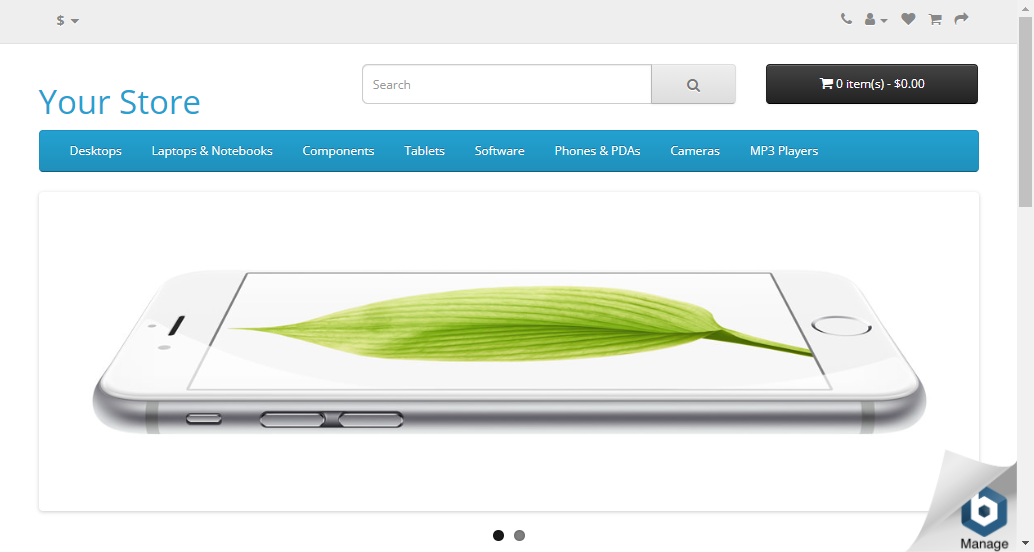 $
Your Store
Search
0 item(s) - $0.00
Desktops
Laptops & Notebooks
Components
Tablets
Software
Phones & PDAs
Cameras
MP3 Players
Manage